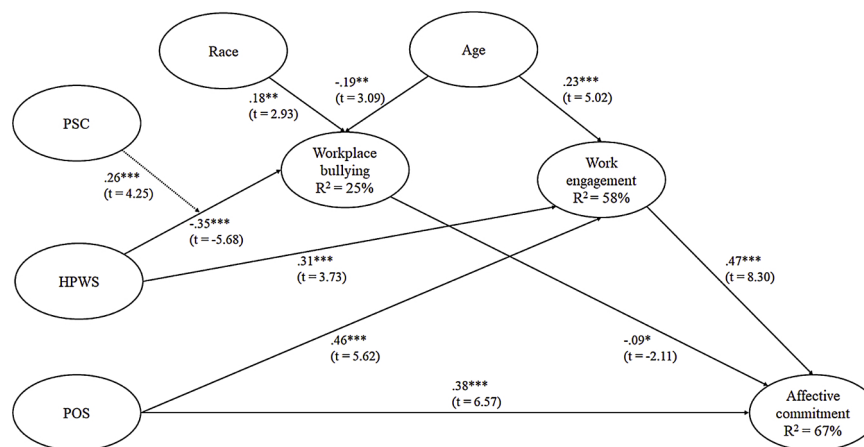 Race
Age
-.19**
(t = 3.09)
.23***
(t = 5.02)
.18**
(t = 2.93)
PSC
Workplace
bullying
R² = 25%
Work
engagement
R² = 58%
.26***
(t = 4.25)
-.35***
(t = -5.68)
HPWS
.31***
(t = 3.73)
.47***
(t = 8.30)
.46***
(t = 5.62)
-.09*
(t = -2.11)
POS
.38***
(t = 6.57)
Affective
commitment
R² = 67%